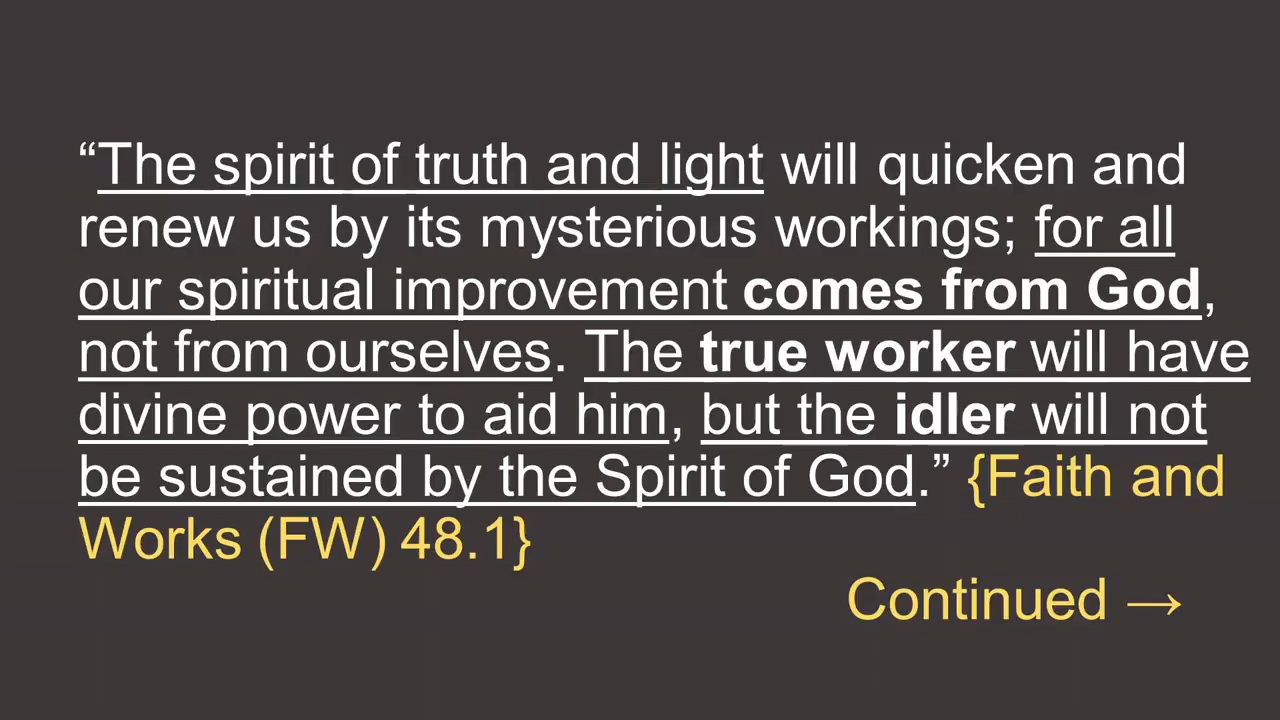 “The spirit of truth and light will quicken and
renew us by its mysterious workings; for all
our spiritual improvement comes from God,
not from ourselves. The true worker will have
divine power to aid him, but the idler will not
be sustained by the Spirit of God.” {Faith and
Works (FW) 48.1}
Continued →